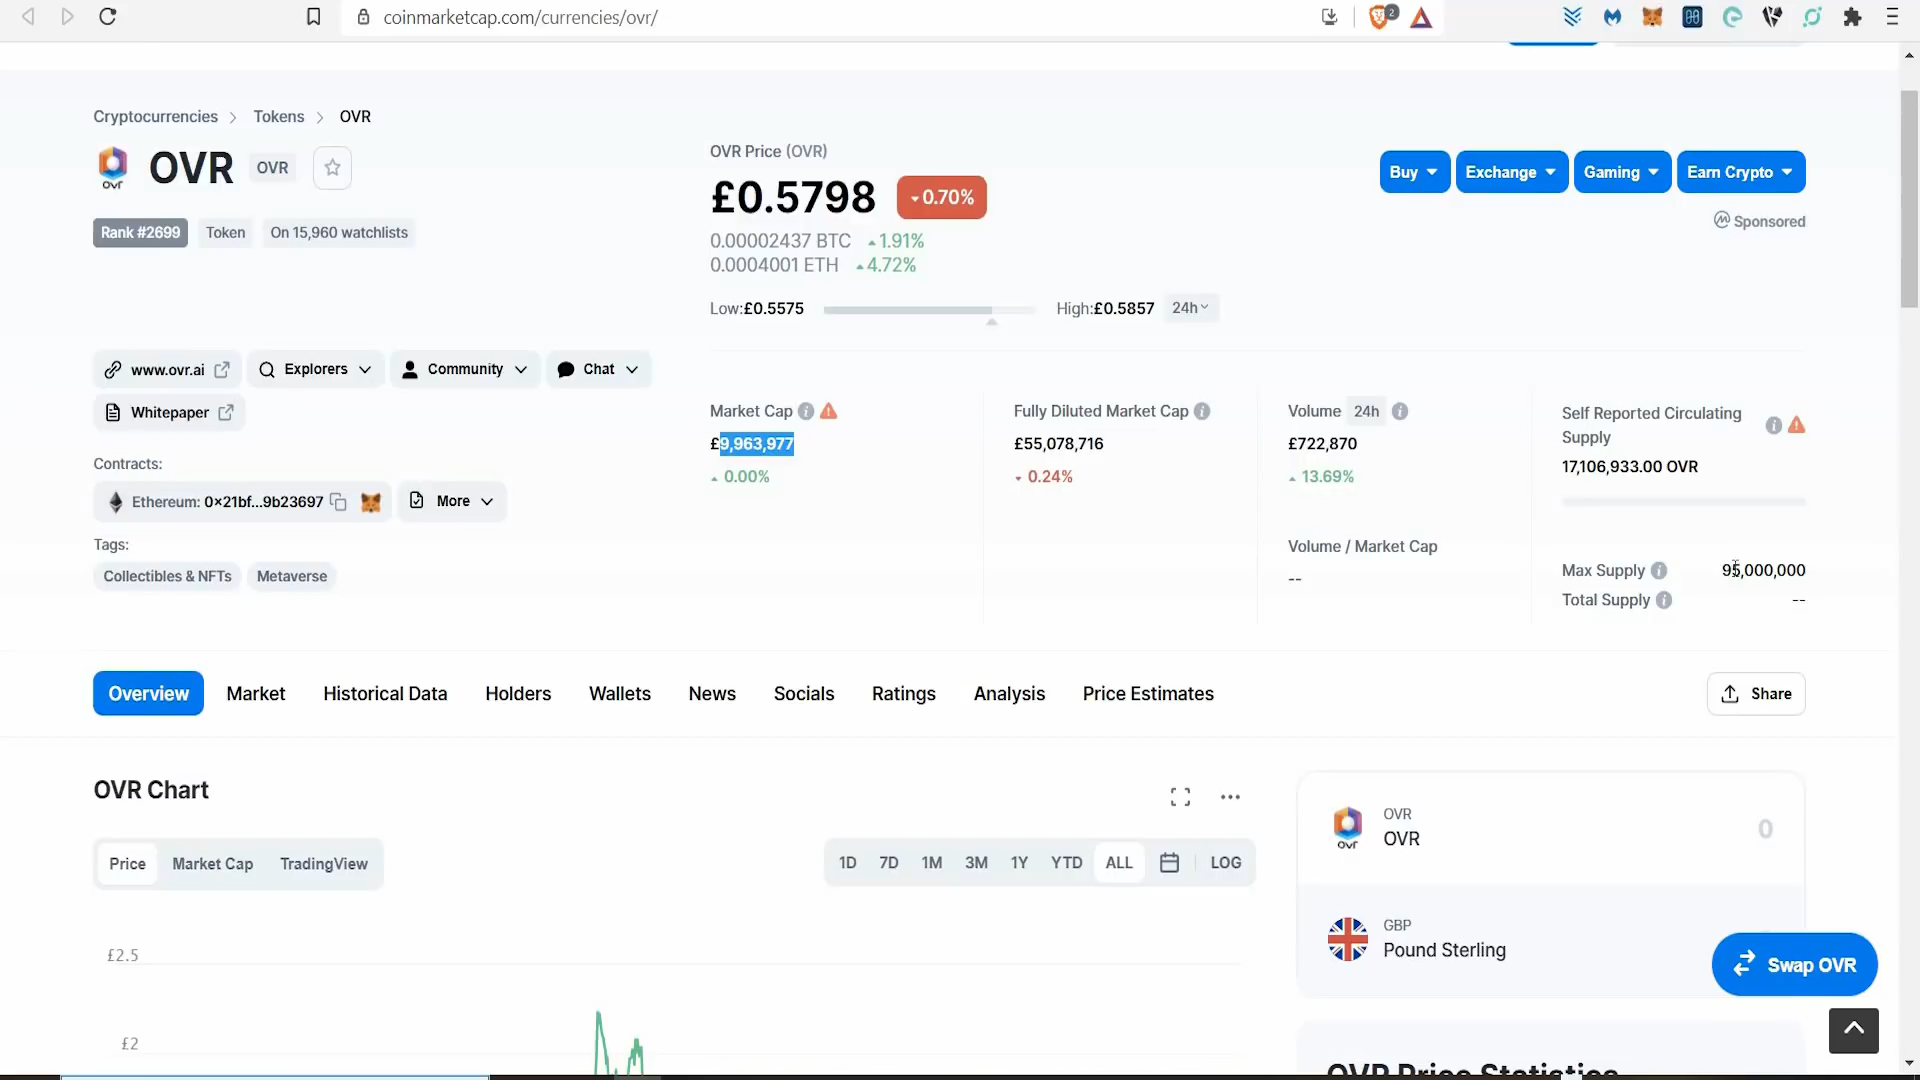 coinmarketcap.com/currencies/ovr/
2
Cryptocurrencies > Tokens > OVR
OVR OVR
Rank #2699 Token On 15,960 watchlists
www.ovr.ai Explorers Community Chat
Whitepaper
Contracts:
Ethereum: 0×21bf...9b23697 More
Tags:
Collectibles & NFTs Metaverse
OVR Price (OVR)
£0.5798 0.70%
0.00002437 BTC 1.91%
0.0004001 ETH 4.72%
Low:£0.5575 High:£0.5857 24h
Buy Exchange Gaming Earn Crypto
Sponsored
Market Cap
£9,963,977
0.00%
Fully Diluted Market Cap
£55,078,716
0.24%
Volume 24h
£722,870
13.69%
Volume / Market Cap
--
Self Reported Circulating
Supply
17,106,933.00 OVR
Max Supply 95,000,000
Total Supply --
Overview Market Historical Data Holders Wallets News Socials Ratings Analysis Price Estimates Share
OVR Chart
Price Market Cap TradingView
1D 7D 1M 3M 1Y YTD ALL LOG
£2.5
£2
OVR
OVR
0
GBP
Pound Sterling
Swap OVR
OVR Price Statistics